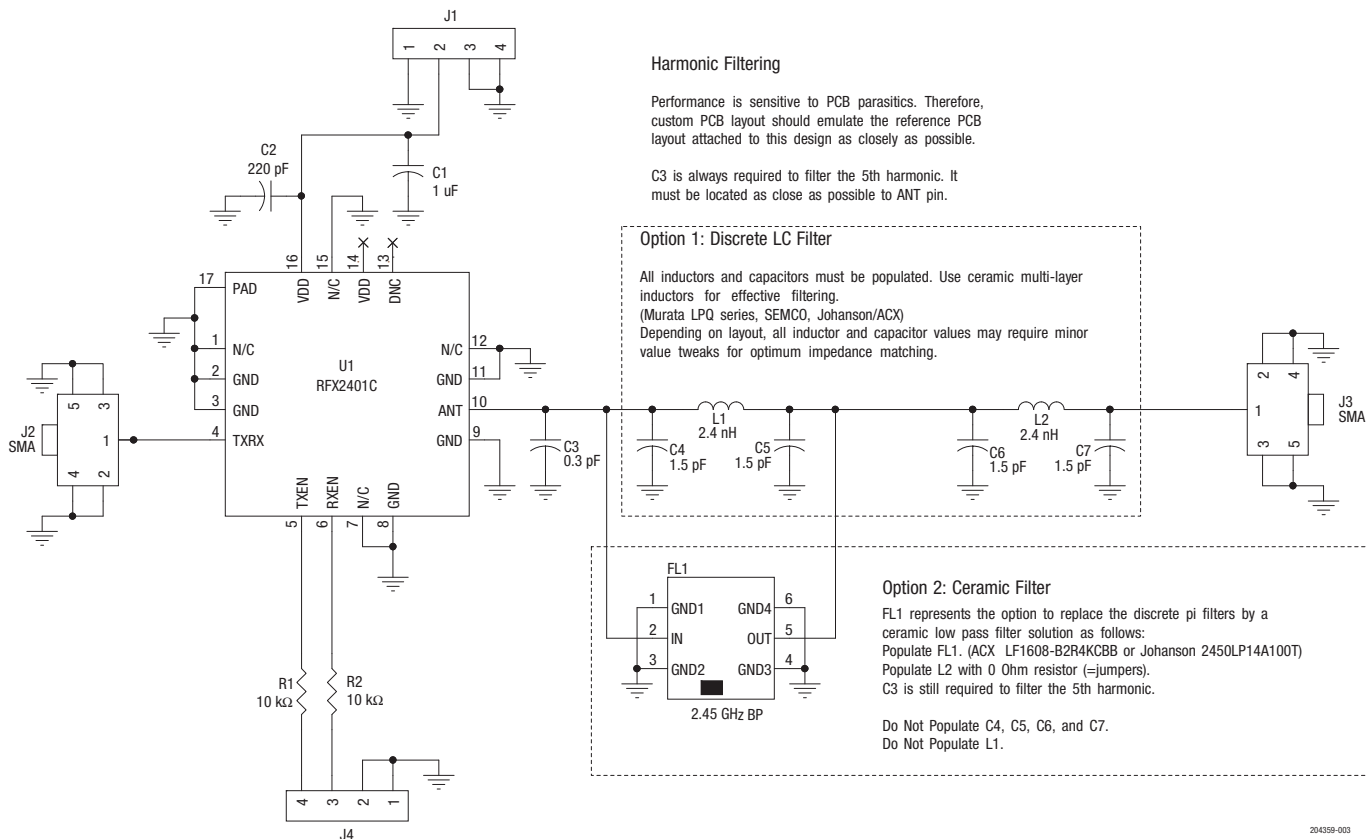 J1
1 2 3 4
Harmonic Filtering
Performance is sensitive to PCB parasitics. Therefore,
custom PCB layout should emulate the reference PCB
layout attached to this design as closely as possible.
C3 is always required to filter the 5th harmonic. It
must be located as close as possible to ANT pin.
C2
220 pF
C1
1 uF
Option 1: Discrete LC Filter
All inductors and capacitors must be populated. Use ceramic multi-layer
inductors for effective filtering.
(Murata LPQ series, SEMCO, Johanson/ACX)
Depending on layout, all inductor and capacitor values may require minor
value tweaks for optimum impedance matching.
16 15 14 13
VDD N/C VDD DNC
17 PAD
1 N/C
2 GND
3 GND
4 TXRX
U1
RFX2401C
N/C 12
GND 11
ANT 10
GND 9
TXEN RXEN N/C GND
5 6 7 8
J2
SMA
5 3
1
4 2
C3
0.3 pF
C4
1.5 pF
L1
2.4 nH
C5
1.5 pF
C6
1.5 pF
L2
2.4 nH
C7
1.5 pF
2 4
1
3 5
J3
SMA
FL1
1 GND1 GND4 6
2 IN OUT 5
3 GND2 GND3 4
2.45 GHz BP
Option 2: Ceramic Filter
FL1 represents the option to replace the discrete pi filters by a
ceramic low pass filter solution as follows:
Populate FL1. (ACX LF1608-B2R4KCBB or Johanson 2450LP14A100T)
Populate L2 with 0 Ohm resistor (=jumpers).
C3 is still required to filter the 5th harmonic.
Do Not Populate C4, C5, C6, and C7.
Do Not Populate L1.
R1
10 kΩ
R2
10 kΩ
4 3 2 1
J4
204359-003